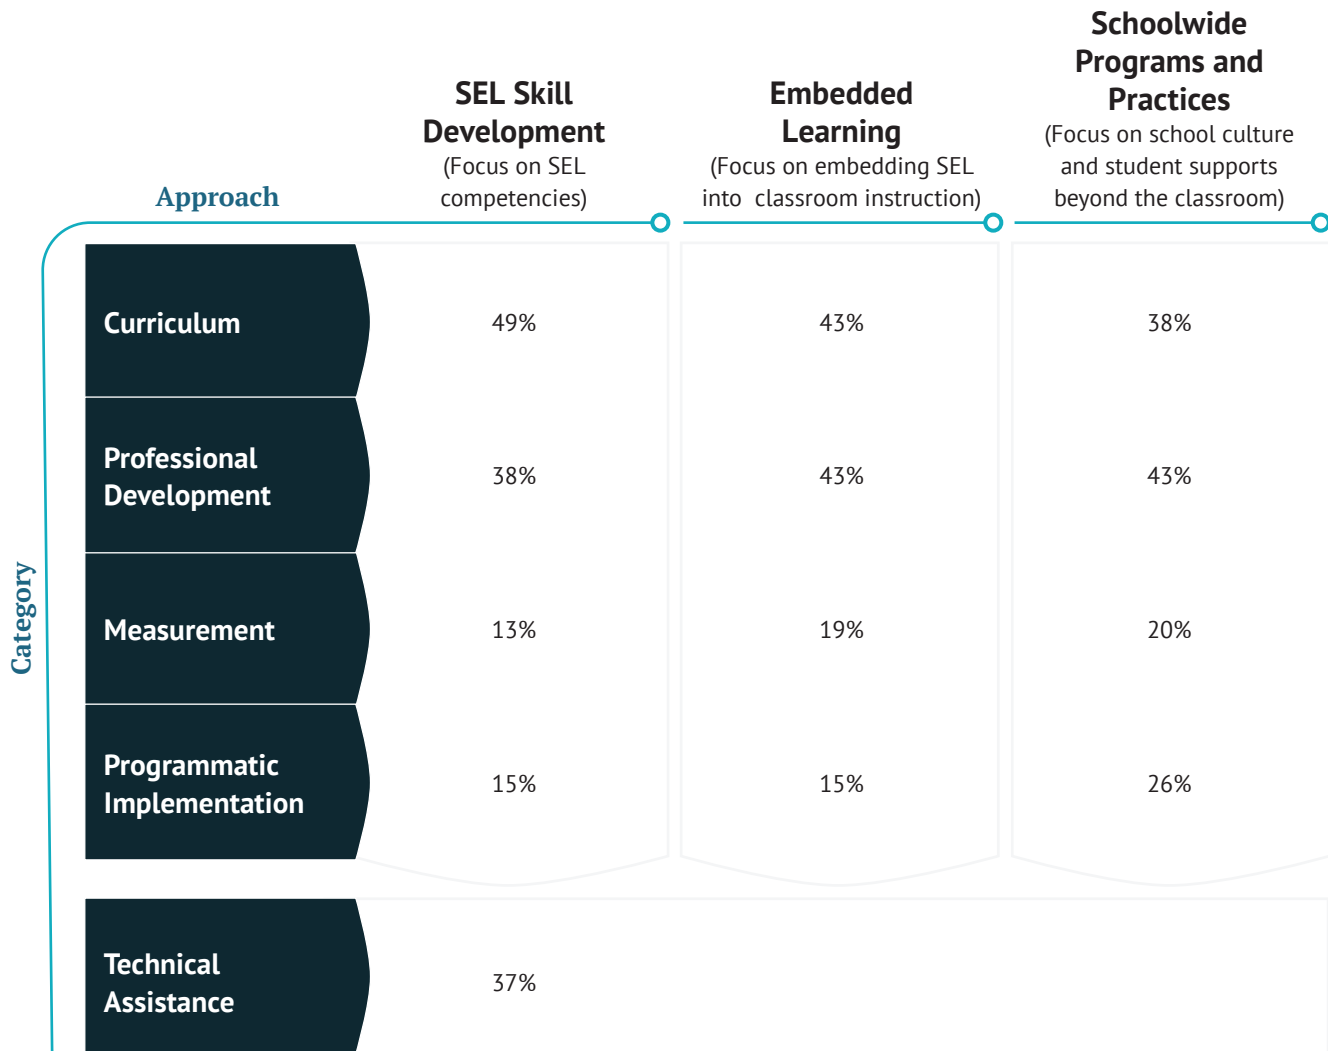 Approach
SEL Skill
Development
(Focus on SEL
competencies)
Embedded
Learning
(Focus on embedding SEL
into classroom instruction)
Schoolwide
Programs and
Practices
(Focus on school culture
and student supports
beyond the classroom)
Category
Curriculum
49%
43%
38%
Professional
Development
38%
43%
43%
Measurement
13%
19%
20%
Programmatic
Implementation
15%
15%
26%
Technical
Assistance
37%